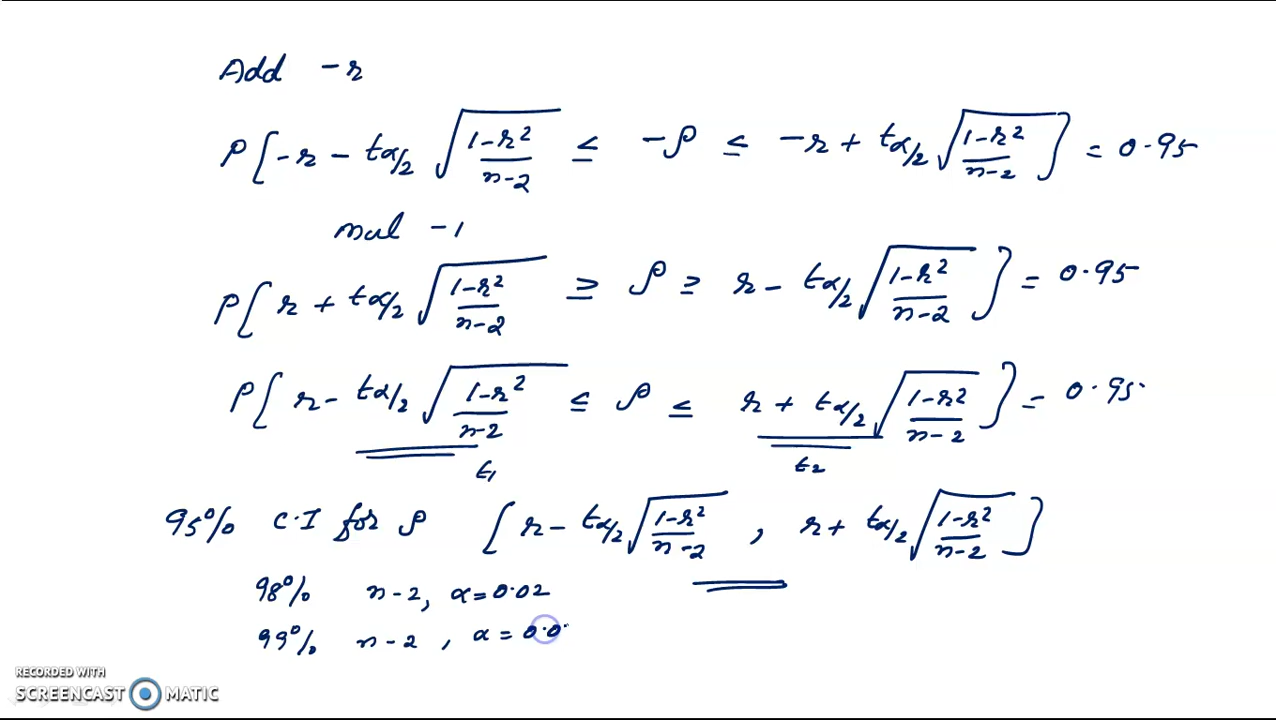 Add -r
P[-r - tα/2 √((1-r²)/(n-2)) ≤ -ρ ≤ -r + tα/2 √((1-r²)/(n-2))] = 0.95
mul -1
P[r + tα/2 √((1-r²)/(n-2)) ≥ ρ ≥ r - tα/2 √((1-r²)/(n-2))] = 0.95
P[r - tα/2 √((1-r²)/(n-2)) ≤ ρ ≤ r + tα/2 √((1-r²)/(n-2))] = 0.95
t₁ t₂
95% C.I for ρ [r - tα/2 √((1-r²)/(n-2)) , r + tα/2 √((1-r²)/(n-2))]
98% n-2, α=0.02
99% n-2, α=0.0
RECORDED WITH
SCREENCAST MATIC